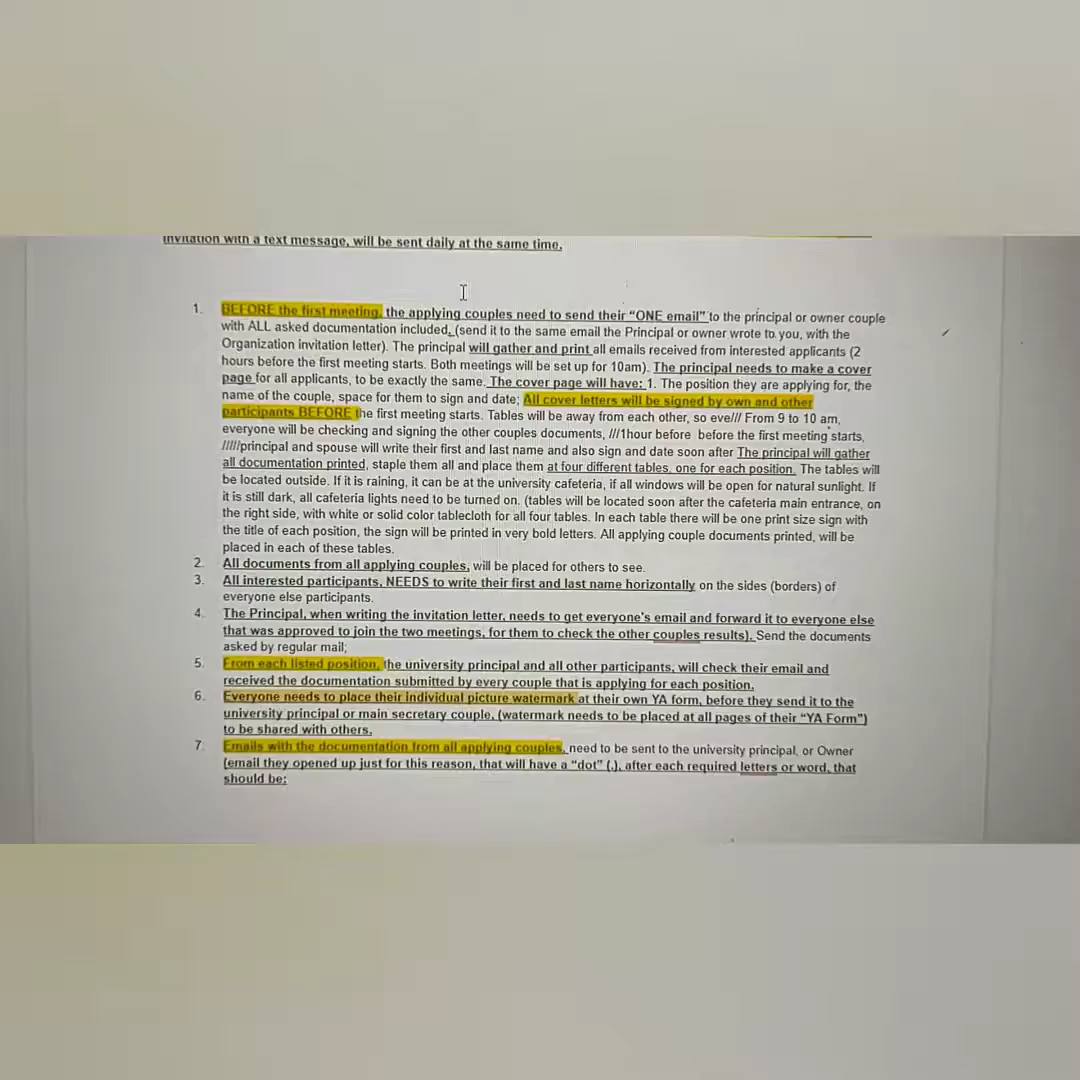 invitation with a text message, will be sent daily at the same time.
1. BEFORE the first meeting, the applying couples need to send their “ONE email” to the principal or owner couple
with ALL asked documentation included, (send it to the same email the Principal or owner wrote to you, with the
Organization invitation letter). The principal will gather and print all emails received from interested applicants (2
hours before the first meeting starts. Both meetings will be set up for 10am). The principal needs to make a cover
page for all applicants, to be exactly the same. The cover page will have: 1. The position they are applying for, the
name of the couple, space for them to sign and date; All cover letters will be signed by own and other
participants BEFORE the first meeting starts. Tables will be away from each other, so eve/// From 9 to 10 am,
everyone will be checking and signing the other couples documents, ///1hour before before the first meeting starts,
/////principal and spouse will write their first and last name and also sign and date soon after The principal will gather
all documentation printed, staple them all and place them at four different tables, one for each position. The tables will
be located outside. If it is raining, it can be at the university cafeteria, if all windows will be open for natural sunlight. If
it is still dark, all cafeteria lights need to be turned on. (tables will be located soon after the cafeteria main entrance, on
the right side, with white or solid color tablecloth for all four tables. In each table there will be one print size sign with
the title of each position, the sign will be printed in very bold letters. All applying couple documents printed, will be
placed in each of these tables.
2. All documents from all applying couples, will be placed for others to see.
3. All interested participants, NEEDS to write their first and last name horizontally on the sides (borders) of
everyone else participants.
4. The Principal, when writing the invitation letter, needs to get everyone's email and forward it to everyone else
that was approved to join the two meetings, for them to check the other couples results). Send the documents
asked by regular mail;
5. From each listed position, the university principal and all other participants, will check their email and
received the documentation submitted by every couple that is applying for each position.
6. Everyone needs to place their individual picture watermark at their own YA form, before they send it to the
university principal or main secretary couple, (watermark needs to be placed at all pages of their “YA Form”)
to be shared with others.
7. Emails with the documentation from all applying couples, need to be sent to the university principal, or Owner
(email they opened up just for this reason, that will have a “dot” (.), after each required letters or word, that
should be: